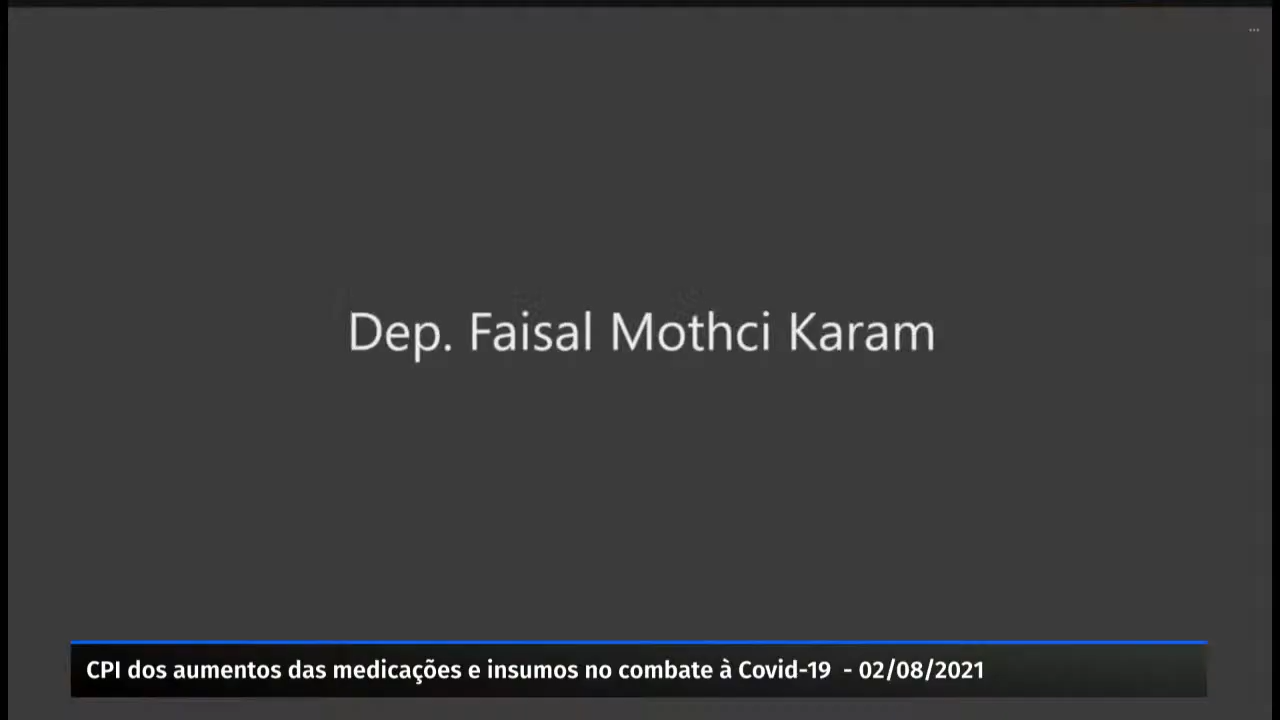 Dep. Faisal Mothci Karam
CPI dos aumentos das medicações e insumos no combate à Covid-19 - 02/08/2021